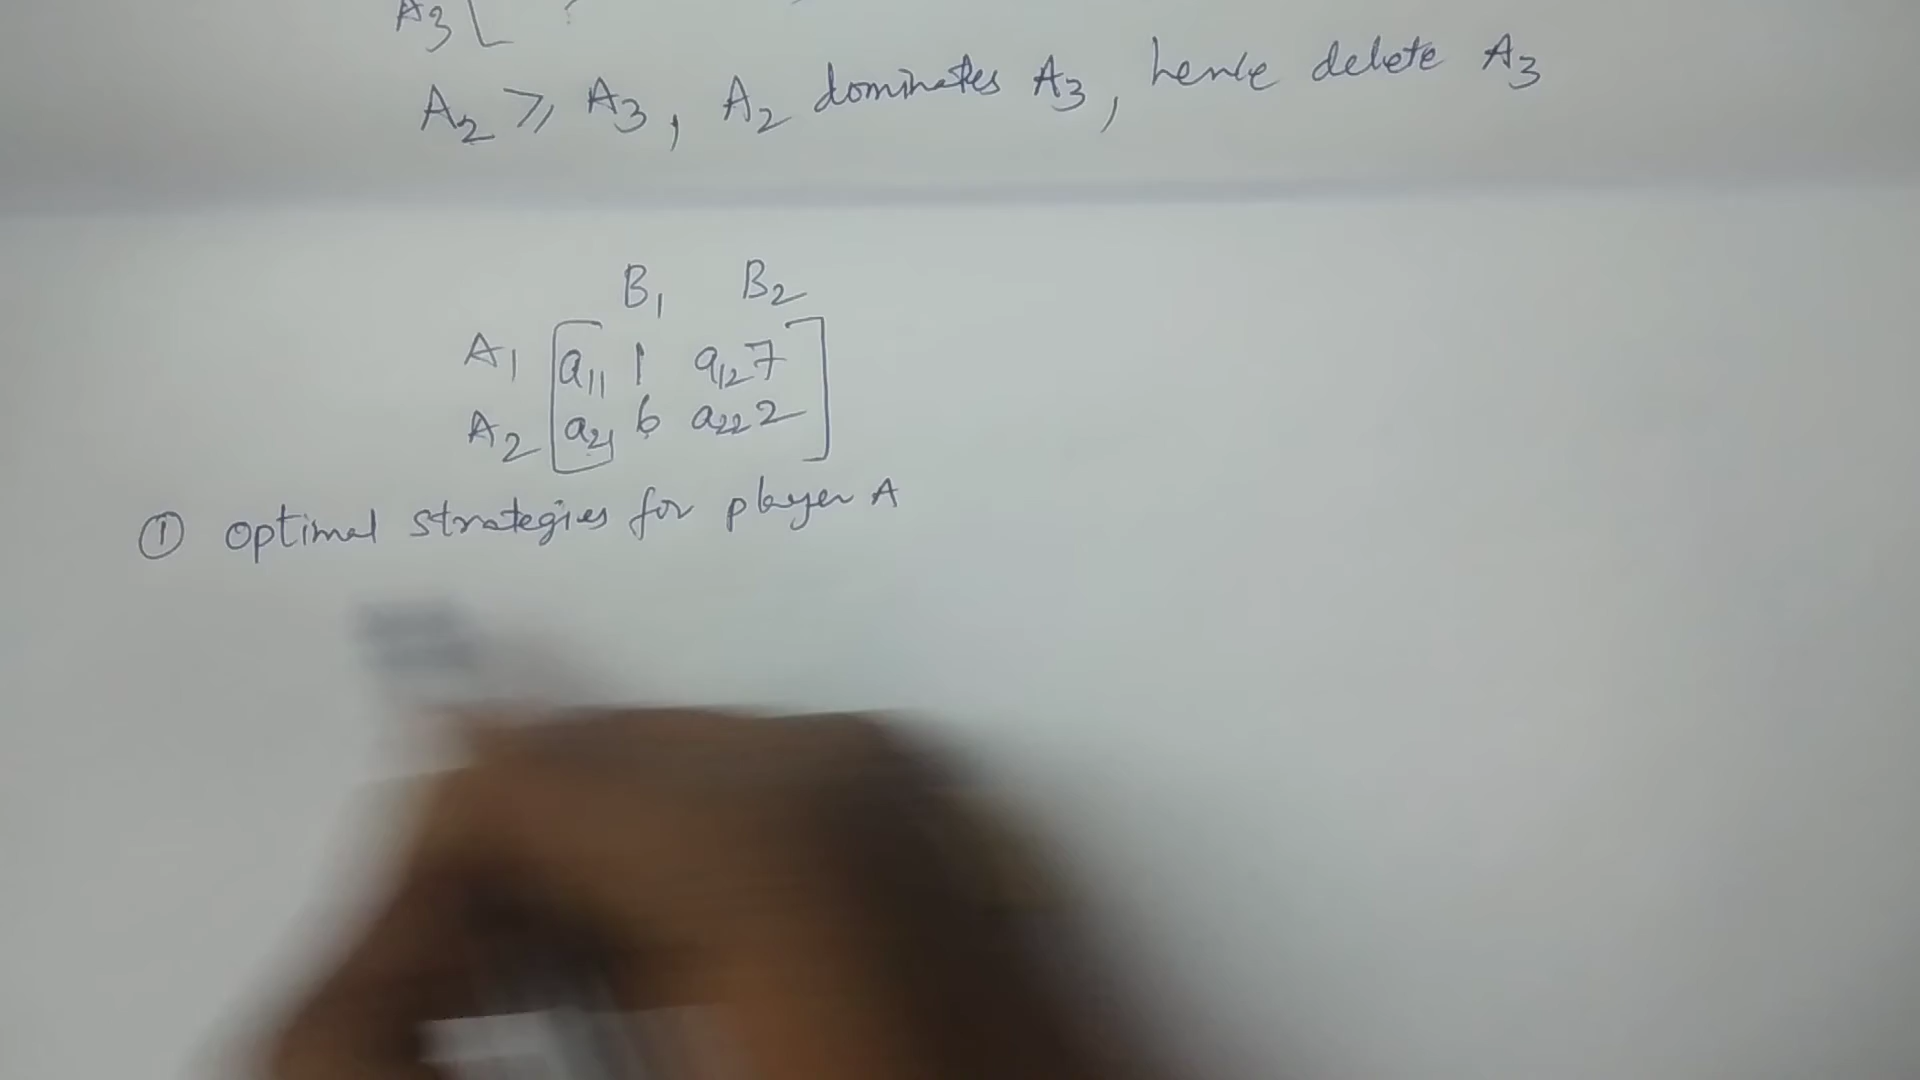 A3 [
A2 ⩾ A3, A2 dominates A3, hence delete A3
B1 B2
A1 [a11 1 a12 7]
A2 [a21 6 a22 2]
① optimal strategies for player A